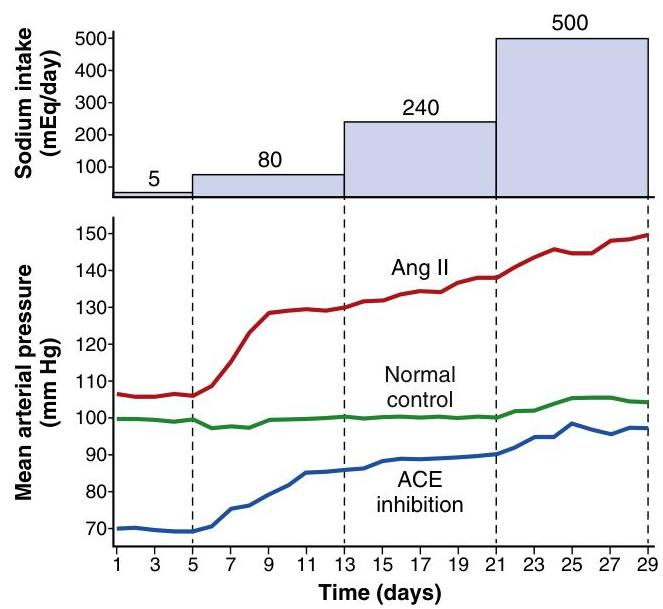 500
500
400
300
200
100
Sodium intake
(mEq/day)
5
80
240
150
140
130
120
110
100
90
80
70
Mean arterial pressure
(mm Hg)
Ang II
Normal
control
ACE
inhibition
1 3 5 7 9 11 13 15 17 19 21 23 25 27 29
Time (days)